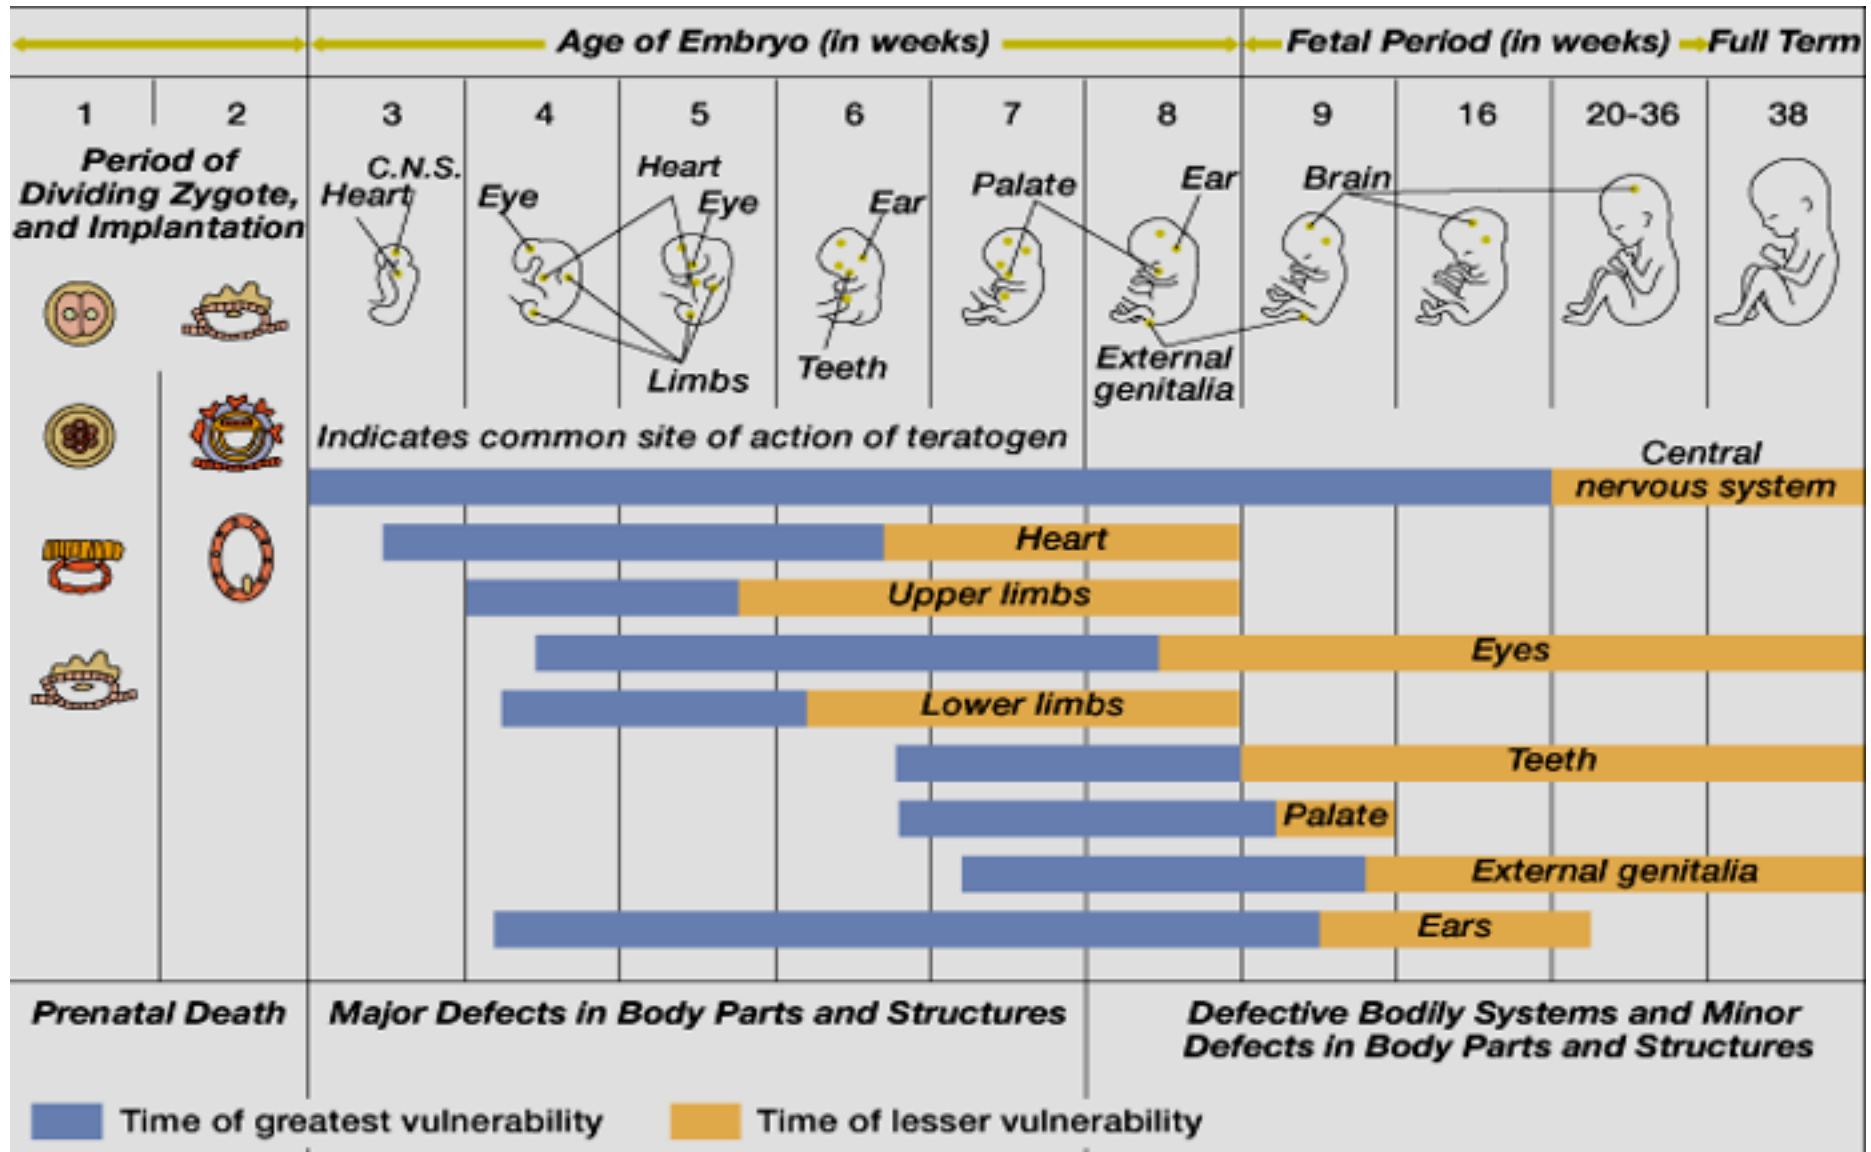 Age of Embryo (in weeks)
Fetal Period (in weeks)
Full Term
1
2
3
4
5
6
7
8
9
16
20-36
38
Period of
Dividing Zygote,
and Implantation
C.N.S.
Heart
Eye
Heart
Eye
Limbs
Ear
Teeth
Palate
Ear
External
genitalia
Brain
Indicates common site of action of teratogen
Central
nervous system
Heart
Upper limbs
Eyes
Lower limbs
Teeth
Palate
External genitalia
Ears
Prenatal Death
Major Defects in Body Parts and Structures
Defective Bodily Systems and Minor
Defects in Body Parts and Structures
Time of greatest vulnerability
Time of lesser vulnerability